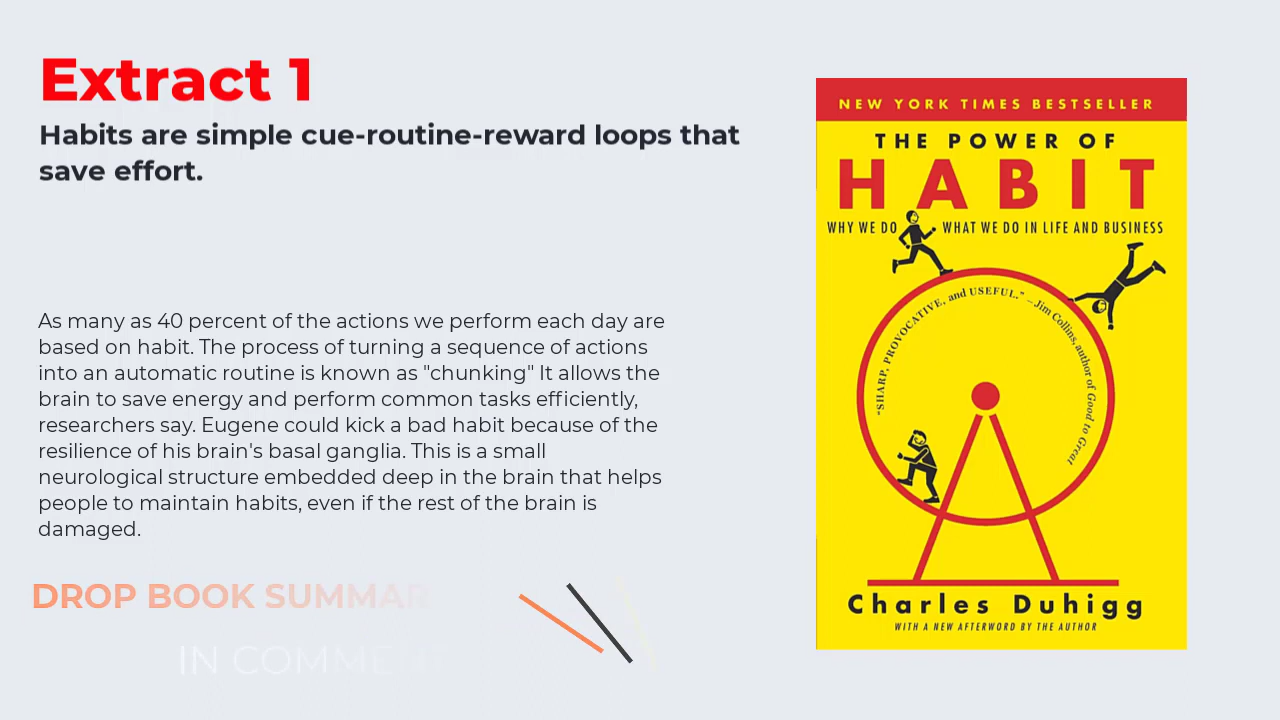 Extract 1
Habits are simple cue-routine-reward loops that
save effort.
As many as 40 percent of the actions we perform each day are
based on habit. The process of turning a sequence of actions
into an automatic routine is known as "chunking" It allows the
brain to save energy and perform common tasks efficiently,
researchers say. Eugene could kick a bad habit because of the
resilience of his brain's basal ganglia. This is a small
neurological structure embedded deep in the brain that helps
people to maintain habits, even if the rest of the brain is
damaged.
DROP BOOK SUMMAR
IN COMMENT
NEW YORK TIMES BESTSELLER
THE POWER OF
HABIT
WHY WE DO WHAT WE DO IN LIFE AND BUSINESS
"SHARP, PROVOCATIVE, and USEFUL." —Jim Collins, author of Good to Great
Charles Duhigg
WITH A NEW AFTERWORD BY THE AUTHOR